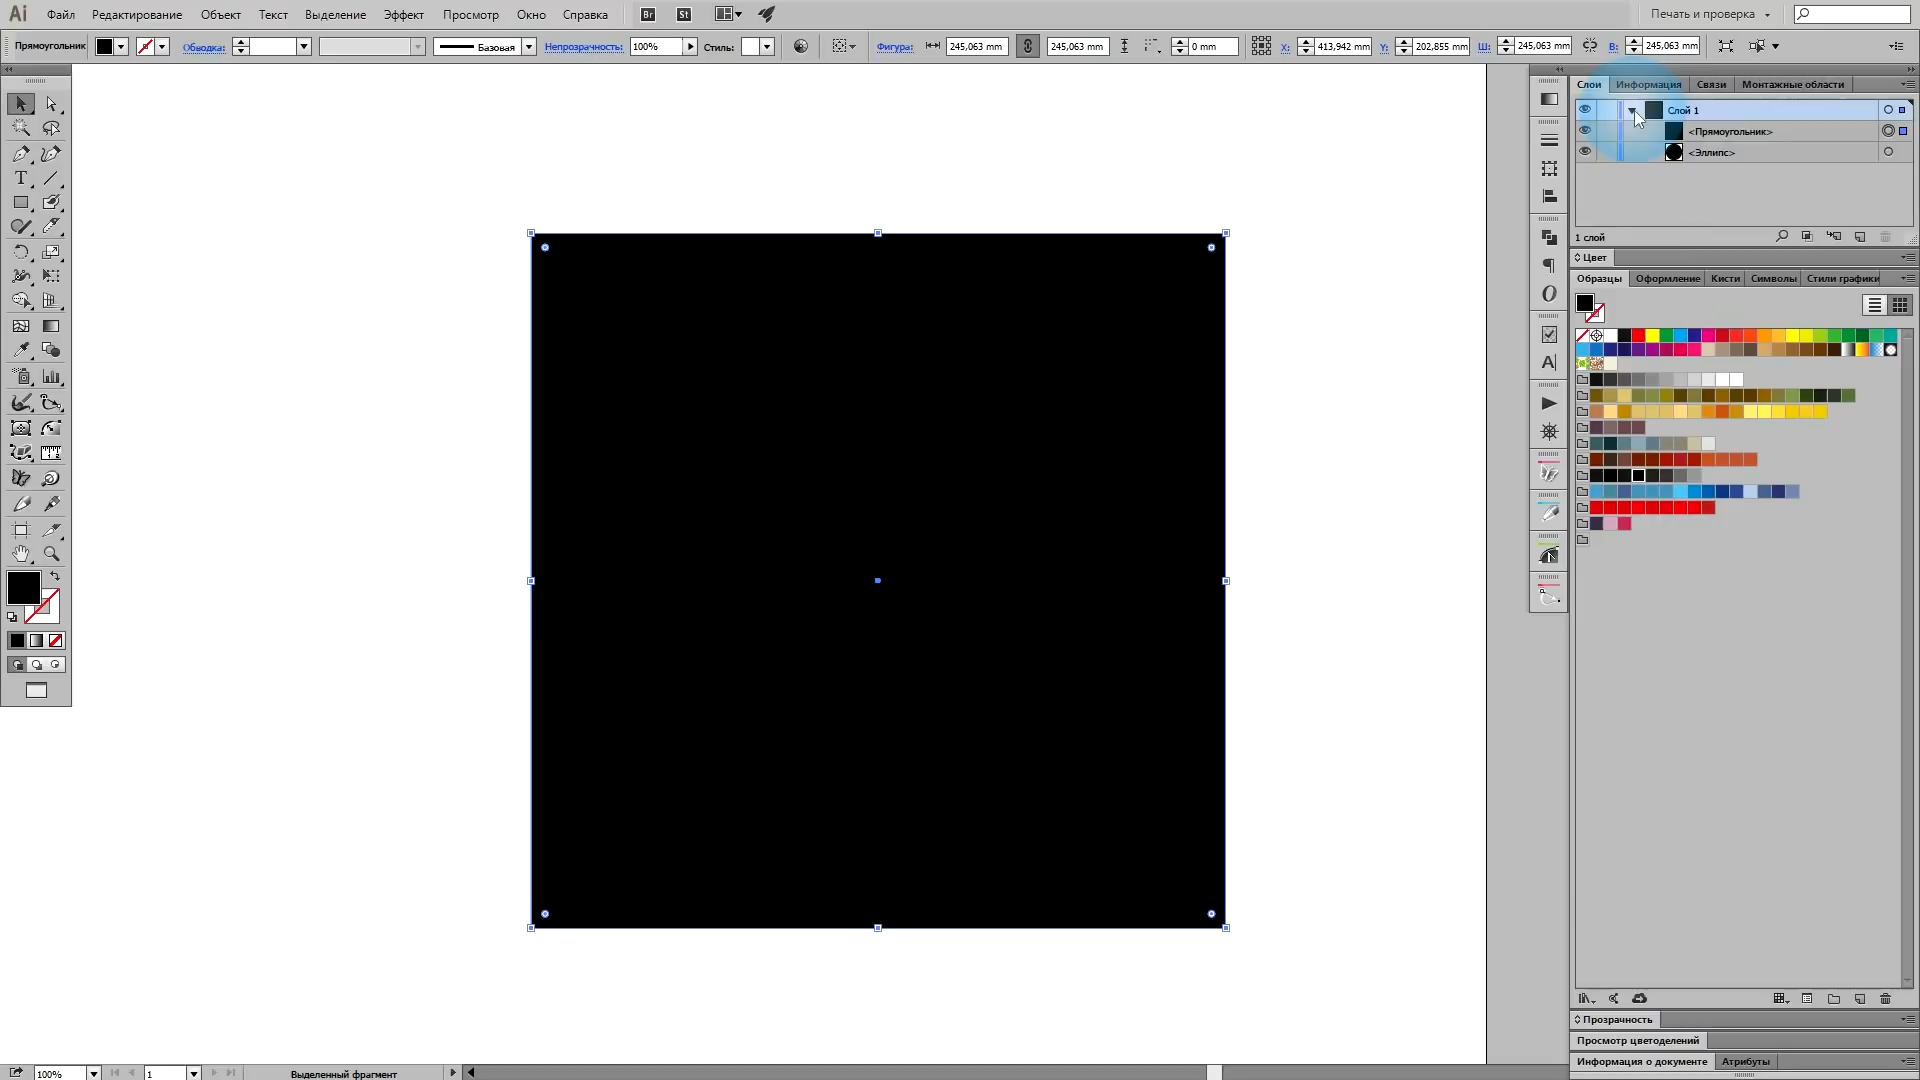 Ai Файл Редактирование Объект Текст Выделение Эффект Просмотр Окно Справка Br St Печать и проверка
Прямоугольник Обводка: Базовая Непрозрачность: 100% Стиль: Фигура: 245,063 mm 245,063 mm 0 mm X: 413,942 mm Y: 202,855 mm Ш: 245,063 mm В: 245,063 mm
Слои Информация Связи Монтажные области
Слой 1
<Прямоугольник>
<Эллипс>
1 слой
Цвет
Образцы Оформление Кисти Символы Стили графики
Прозрачность
Просмотр цветоделений
Информация о документе Атрибуты
100% 1 Выделенный фрагмент